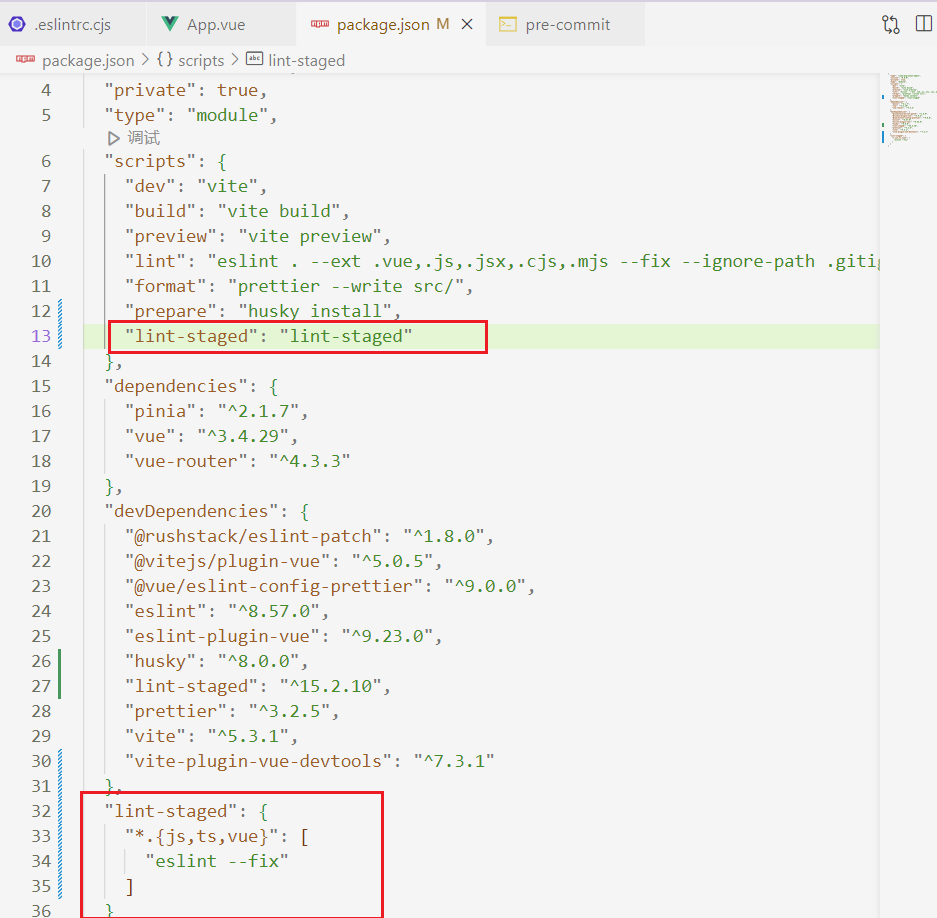 .eslintrc.cjs App.vue package.json M pre-commit
package.json > {} scripts > abc lint-staged
4 "private": true,
5 "type": "module",
调试
6 "scripts": {
7 "dev": "vite",
8 "build": "vite build",
9 "preview": "vite preview",
10 "lint": "eslint . --ext .vue,.js,.jsx,.cjs,.mjs --fix --ignore-path .gitig
11 "format": "prettier --write src/",
12 "prepare": "husky install",
13 "lint-staged": "lint-staged"
14 },
15 "dependencies": {
16 "pinia": "^2.1.7",
17 "vue": "^3.4.29",
18 "vue-router": "^4.3.3"
19 },
20 "devDependencies": {
21 "@rushstack/eslint-patch": "^1.8.0",
22 "@vitejs/plugin-vue": "^5.0.5",
23 "@vue/eslint-config-prettier": "^9.0.0",
24 "eslint": "^8.57.0",
25 "eslint-plugin-vue": "^9.23.0",
26 "husky": "^8.0.0",
27 "lint-staged": "^15.2.10",
28 "prettier": "^3.2.5",
29 "vite": "^5.3.1",
30 "vite-plugin-vue-devtools": "^7.3.1"
31 },
32 "lint-staged": {
33 "*.{js,ts,vue}": [
34 "eslint --fix"
35 ]
36 }